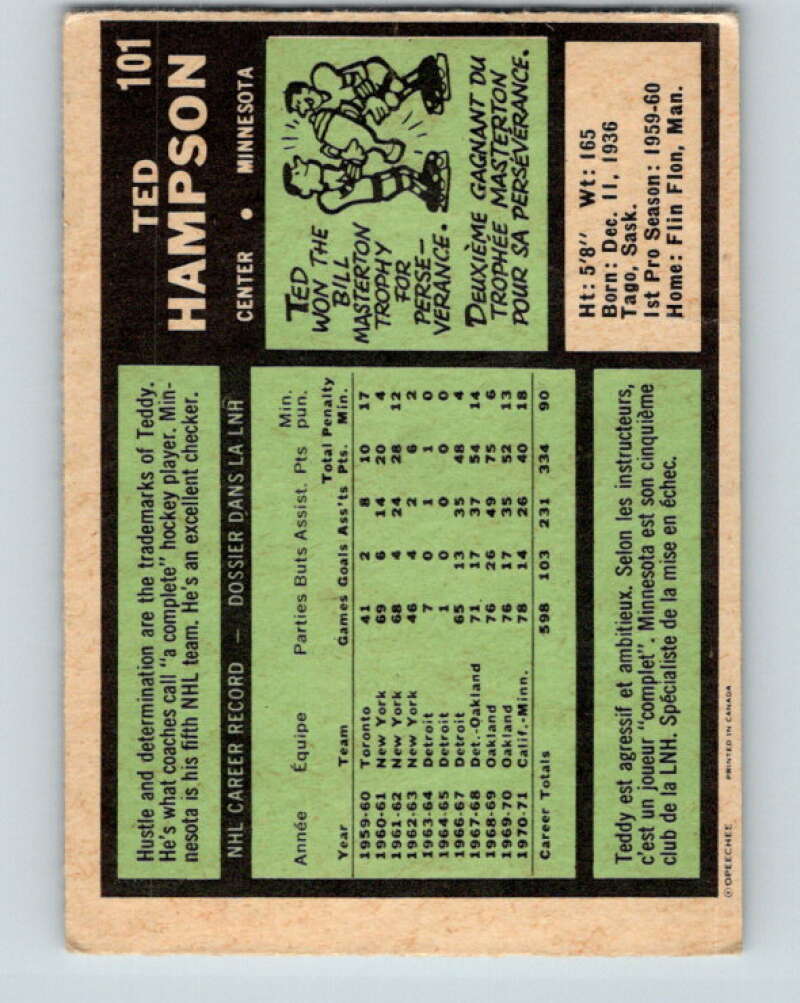 101
TED
HAMPSON
CENTER • MINNESOTA
Hustle and determination are the trademarks of Teddy.
He's what coaches call "a complete" hockey player. Min-
nesota is his fifth NHL team. He's an excellent checker.
TED
WON THE
BILL
MASTERTON
TROPHY
FOR
PERSE-
VERANCE.
DEUXIÈME GAGNANT DU
TROPHÉE MASTERTON
POUR SA PERSÉVÉRANCE.
NHL CAREER RECORD — DOSSIER DANS LA LNH
Année Équipe Parties Buts Assist. Pts Min. pun.
Year Team Games Goals Ass'ts Total Pts. Penalty Min.
1959-60 Toronto 41 2 8 10 17
1960-61 New York 69 6 14 20 4
1961-62 New York 68 4 24 28 12
1962-63 New York 46 4 2 6 2
1963-64 Detroit 7 0 1 1 0
1964-65 Detroit 1 0 0 0 0
1966-67 Detroit 65 13 35 48 4
1967-68 Det.-Oakland 71 17 37 54 14
1968-69 Oakland 76 26 49 75 6
1969-70 Oakland 76 17 35 52 13
1970-71 Calif.-Minn. 78 14 26 40 18
Career Totals 598 103 231 334 90
Ht: 5'8" Wt: 165
Born: Dec. 11, 1936
Tago, Sask.
1st Pro Season: 1959-60
Home: Flin Flon, Man.
Teddy est agressif et ambitieux. Selon les instructeurs,
c'est un joueur "complet". Minnesota est son cinquième
club de la LNH. Spécialiste de la mise en échec.
© OPEECHEE PRINTED IN CANADA